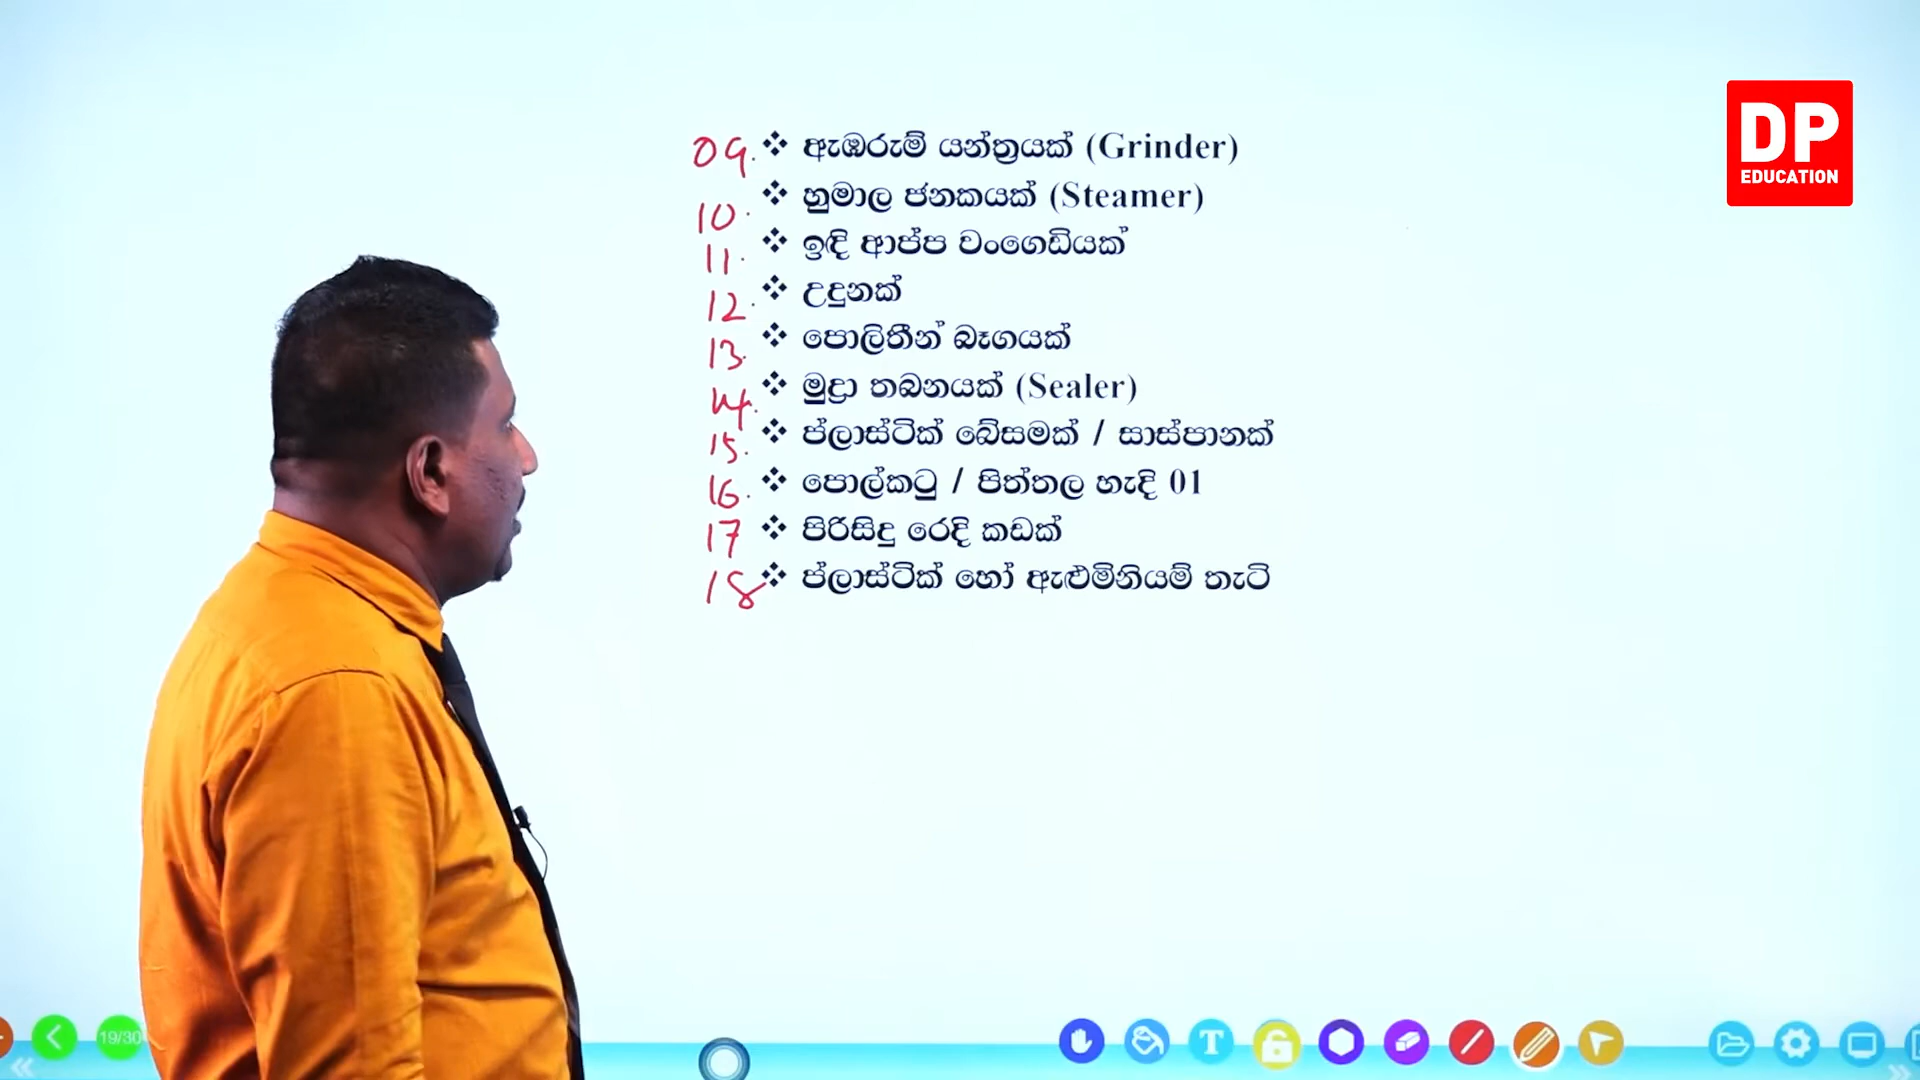 DP
EDUCATION
09. ❖ ඇඹරුම් යන්ත්‍රයක් (Grinder)
10. ❖ හුමාල ජනකයක් (Steamer)
11. ❖ ඉඳි ආප්ප වංගෙඩියක්
12. ❖ උදුනක්
13. ❖ පොලිතීන් බෑගයක්
14. ❖ මුද්‍රා තබනයක් (Sealer)
15. ❖ ප්ලාස්ටික් බේසමක් / සාස්පානක්
16. ❖ පොල්කටු / පිත්තල හැදි 01
17 ❖ පිරිසිදු රෙදි කඩක්
18 ❖ ප්ලාස්ටික් හෝ ඇළුමිනියම් තැටි
19/30
T